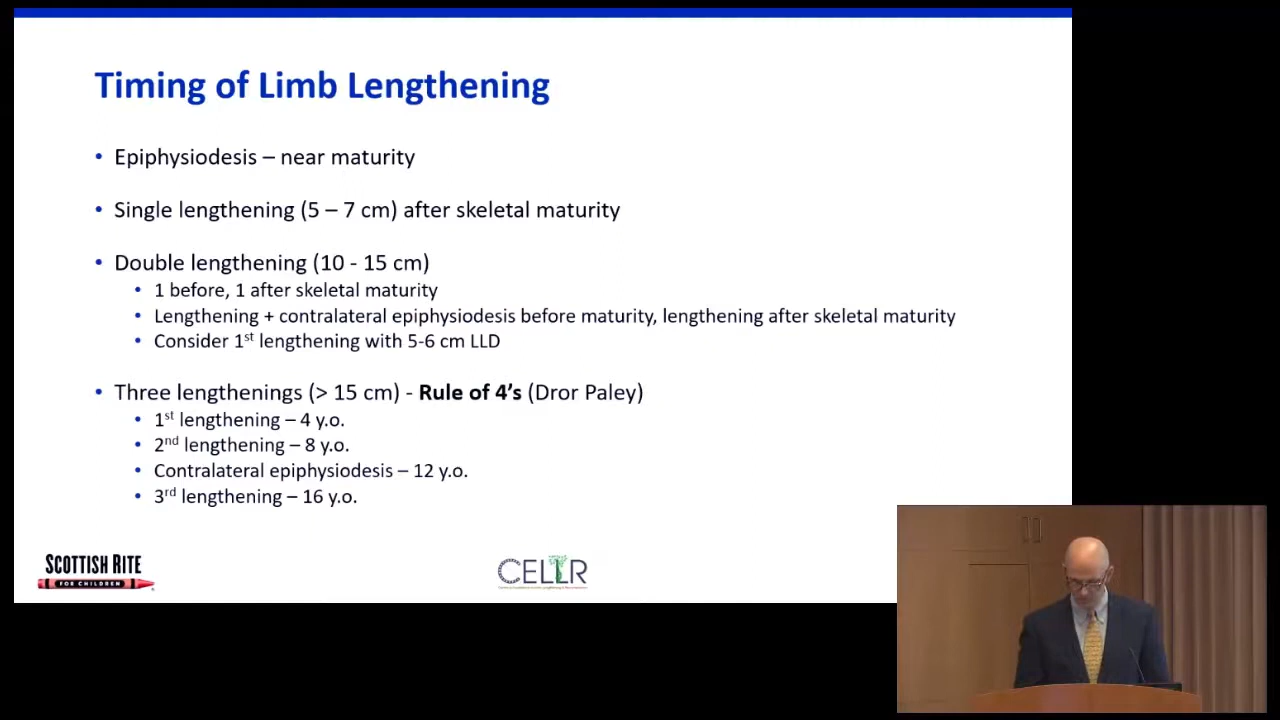 Timing of Limb Lengthening
• Epiphysiodesis – near maturity
• Single lengthening (5 – 7 cm) after skeletal maturity
• Double lengthening (10 - 15 cm)
• 1 before, 1 after skeletal maturity
• Lengthening + contralateral epiphysiodesis before maturity, lengthening after skeletal maturity
• Consider 1st lengthening with 5-6 cm LLD
• Three lengthenings (> 15 cm) - Rule of 4's (Dror Paley)
• 1st lengthening – 4 y.o.
• 2nd lengthening – 8 y.o.
• Contralateral epiphysiodesis – 12 y.o.
• 3rd lengthening – 16 y.o.
SCOTTISH RITE
FOR CHILDREN
CELLR